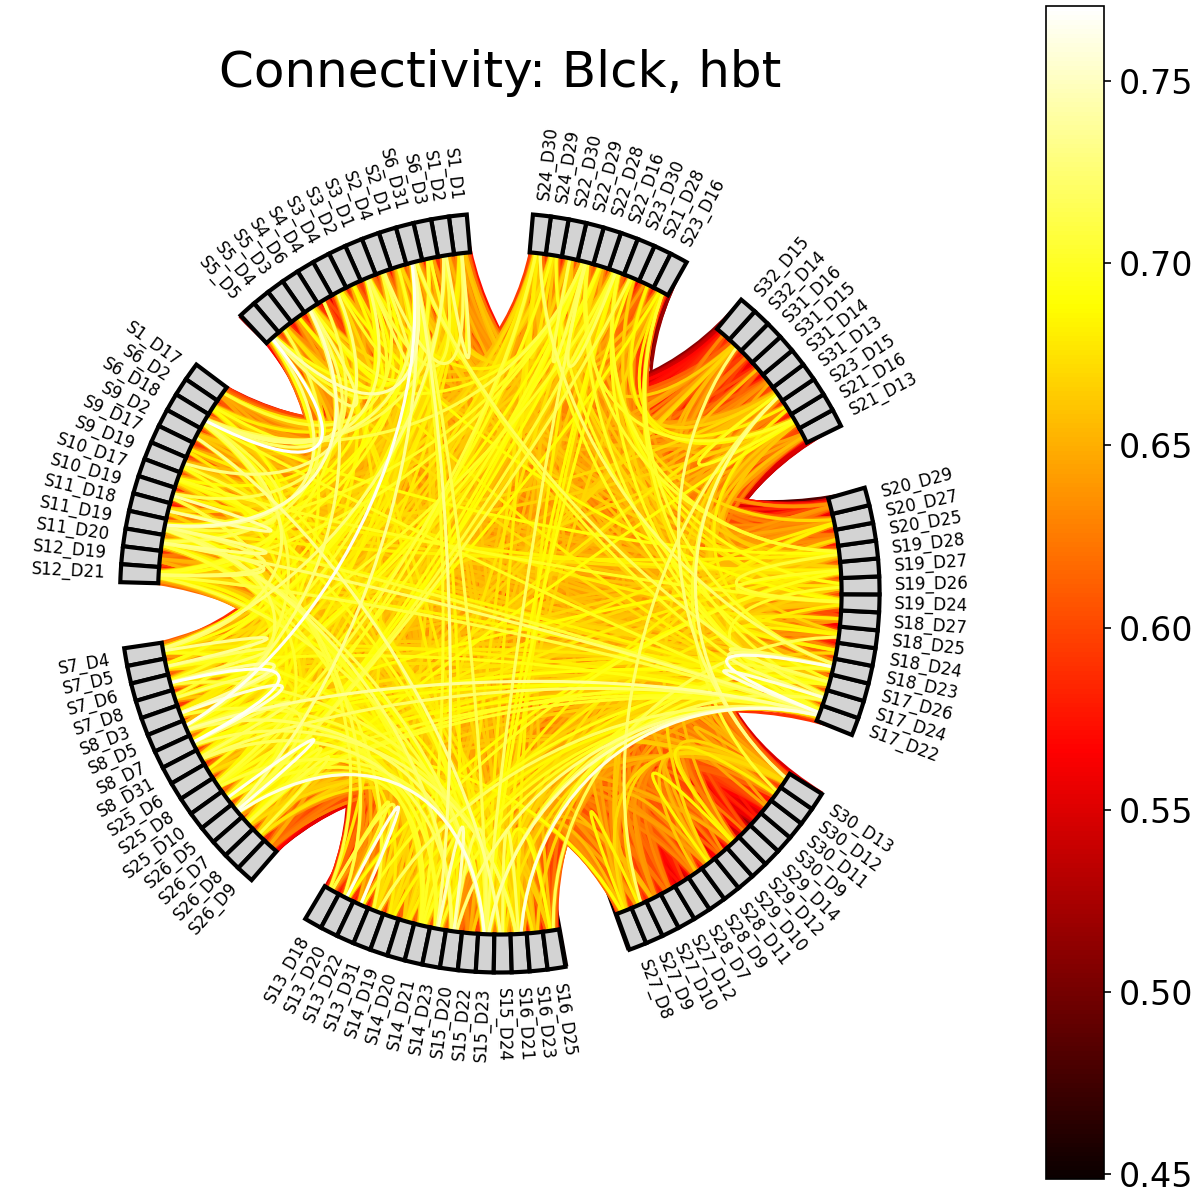 Connectivity: Blck, hbt
S24_D30
S24_D29
S22_D30
S22_D29
S22_D28
S22_D16
S23_D30
S21_D28
S23_D16
S32_D15
S32_D14
S31_D16
S31_D15
S31_D14
S31_D13
S23_D15
S21_D16
S21_D13
S20_D29
S20_D27
S20_D25
S19_D28
S19_D27
S19_D26
S19_D24
S18_D27
S18_D25
S18_D24
S18_D23
S17_D26
S17_D24
S17_D22
S30_D13
S30_D12
S30_D11
S30_D9
S29_D14
S29_D12
S29_D10
S28_D11
S28_D9
S28_D7
S27_D12
S27_D10
S27_D9
S27_D8
S16_D25
S16_D23
S16_D21
S15_D24
S15_D23
S15_D22
S15_D20
S14_D23
S14_D21
S14_D20
S14_D19
S13_D31
S13_D22
S13_D20
S13_D18
S26_D9
S26_D8
S26_D7
S26_D5
S25_D10
S25_D8
S25_D6
S8_D31
S8_D7
S8_D5
S8_D3
S7_D8
S7_D6
S7_D5
S7_D4
S12_D21
S12_D19
S11_D20
S11_D19
S11_D18
S10_D19
S10_D17
S9_D19
S9_D17
S9_D2
S6_D18
S6_D2
S1_D17
S5_D5
S5_D4
S5_D3
S4_D6
S4_D4
S3_D4
S3_D2
S3_D1
S2_D4
S2_D1
S6_D31
S6_D3
S1_D2
S1_D1
0.75
0.70
0.65
0.60
0.55
0.50
0.45